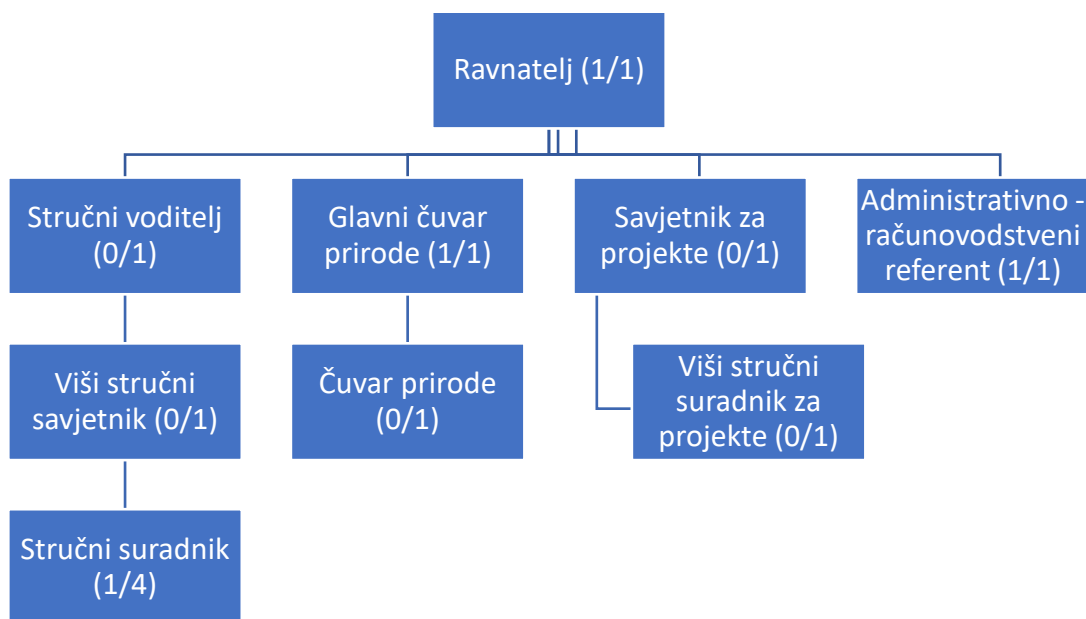 Ravnatelj (1/1)
Stručni voditelj
(0/1)
Glavni čuvar
prirode (1/1)
Savjetnik za
projekte (0/1)
Administrativno -
računovodstveni
referent (1/1)
Viši stručni
savjetnik (0/1)
Čuvar prirode
(0/1)
Viši stručni
suradnik za
projekte (0/1)
Stručni suradnik
(1/4)